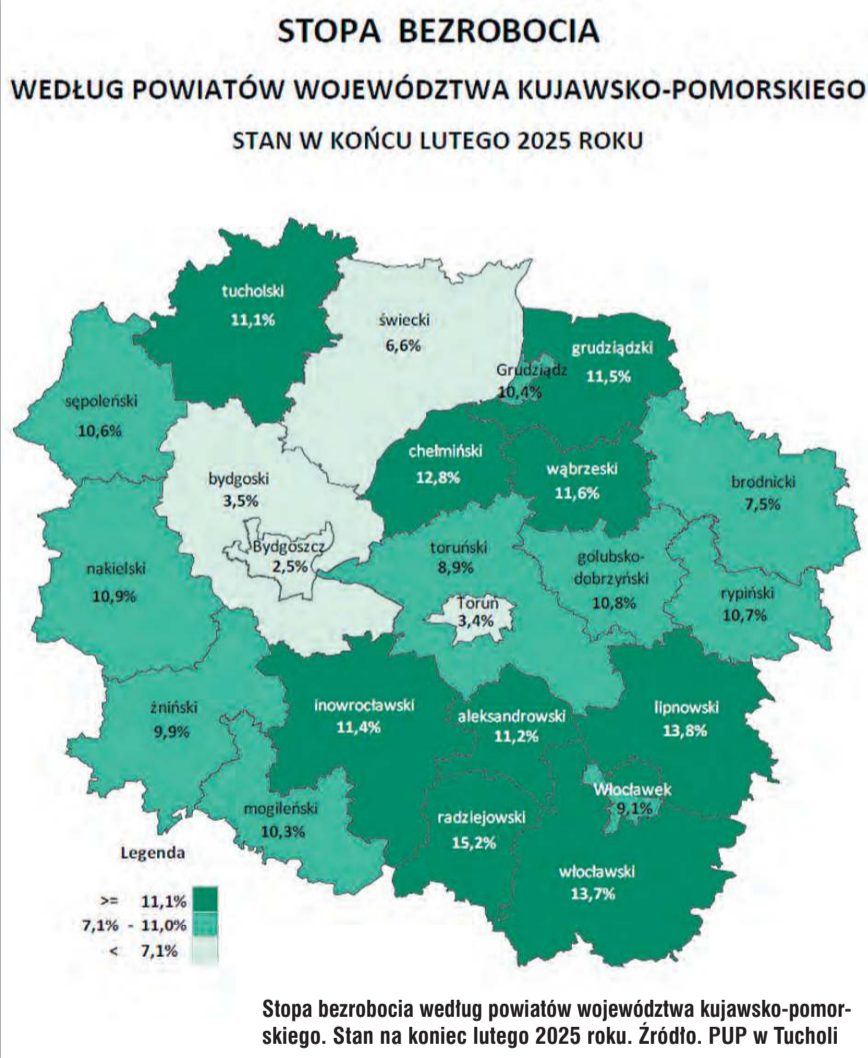 STOPA BEZROBOCIA
WEDŁUG POWIATÓW WOJEWÓDZTWA KUJAWSKO-POMORSKIEGO
STAN W KOŃCU LUTEGO 2025 ROKU
tucholski
11,1%
świecki
6,6%
grudziądzki
11,5%
Grudziądz
10,4%
sępoleński
10,6%
chełmiński
12,8%
wąbrzeski
11,6%
brodnicki
7,5%
bydgoski
3,5%
Bydgoszcz
2,5%
toruński
8,9%
golubsko-
dobrzyński
10,8%
nakielski
10,9%
rypiński
10,7%
Toruń
3,4%
żniński
9,9%
inowrocławski
11,4%
aleksandrowski
11,2%
lipnowski
13,8%
Włocławek
9,1%
mogileński
10,3%
radziejowski
15,2%
włocławski
13,7%
Legenda
>= 11,1%
7,1% - 11,0%
< 7,1%
Stopa bezrobocia według powiatów województwa kujawsko-pomor-
skiego. Stan na koniec lutego 2025 roku. Źródło. PUP w Tucholi